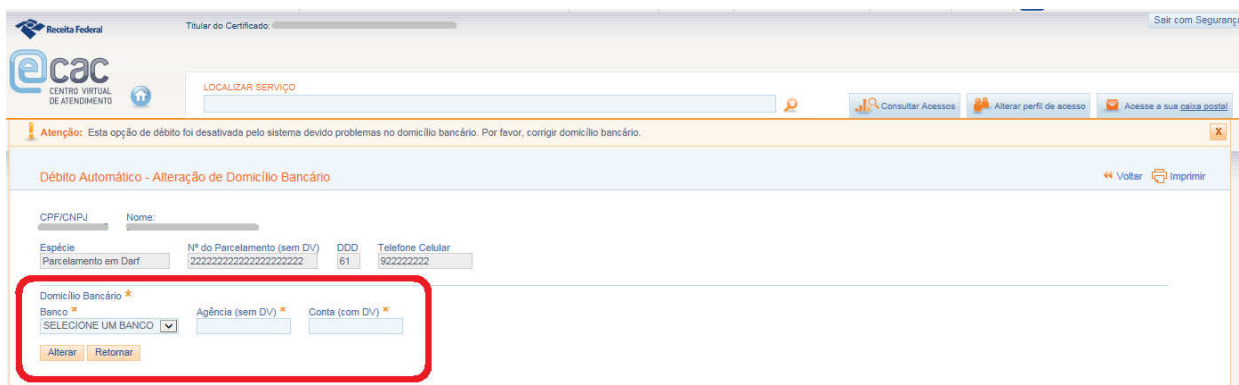 Receita Federal
Titular do Certificado:
Sair com Segurança
ecac
CENTRO VIRTUAL
DE ATENDIMENTO
LOCALIZAR SERVIÇO
Consultar Acessos
Alterar perfil de acesso
Acesse a sua caixa postal
Atenção: Esta opção de débito foi desativada pelo sistema devido problemas no domicílio bancário. Por favor, corrigir domicílio bancário.
X
Débito Automático - Alteração de Domicílio Bancário
Voltar
Imprimir
CPF/CNPJ
Nome:
Espécie
Nº do Parcelamento (sem DV)
DDD
Telefone Celular
Parcelamento em Darf
61
922222222
Domicílio Bancário *
Banco *
Agência (sem DV) *
Conta (com DV) *
SELECIONE UM BANCO
Alterar
Retornar